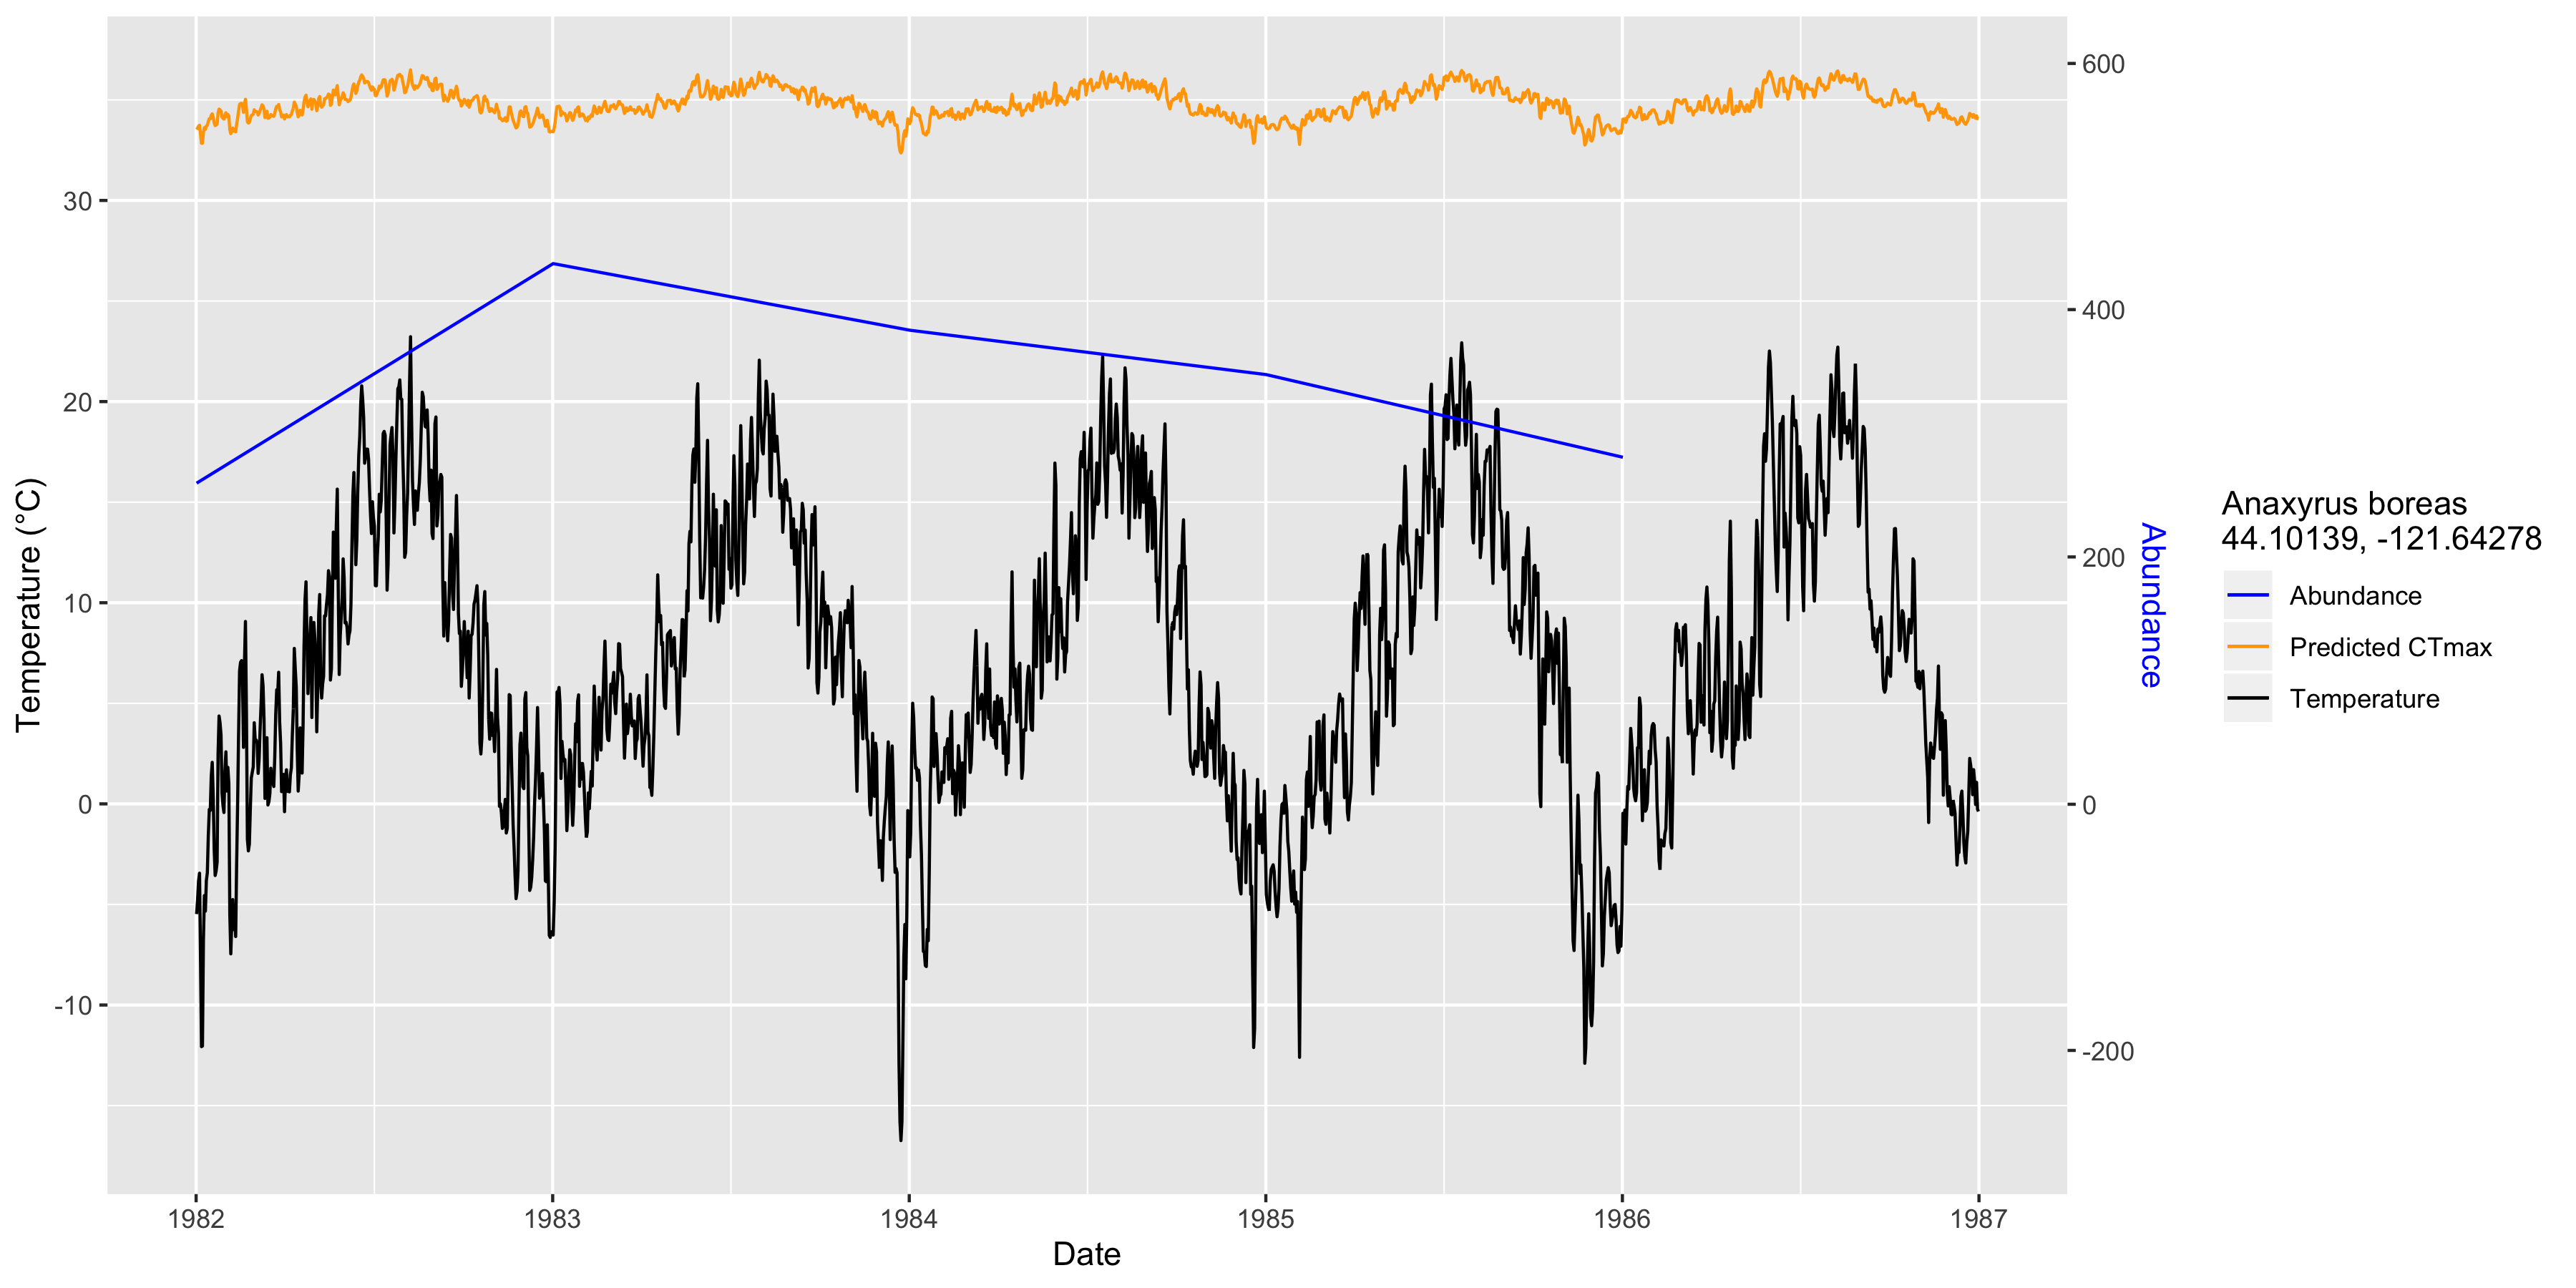 Temperature (°C)
30
20
10
0
-10
600
400
200
0
-200
Abundance
1982
1983
1984
1985
1986
1987
Date
Anaxyrus boreas
44.10139, -121.64278
Abundance
Predicted CTmax
Temperature